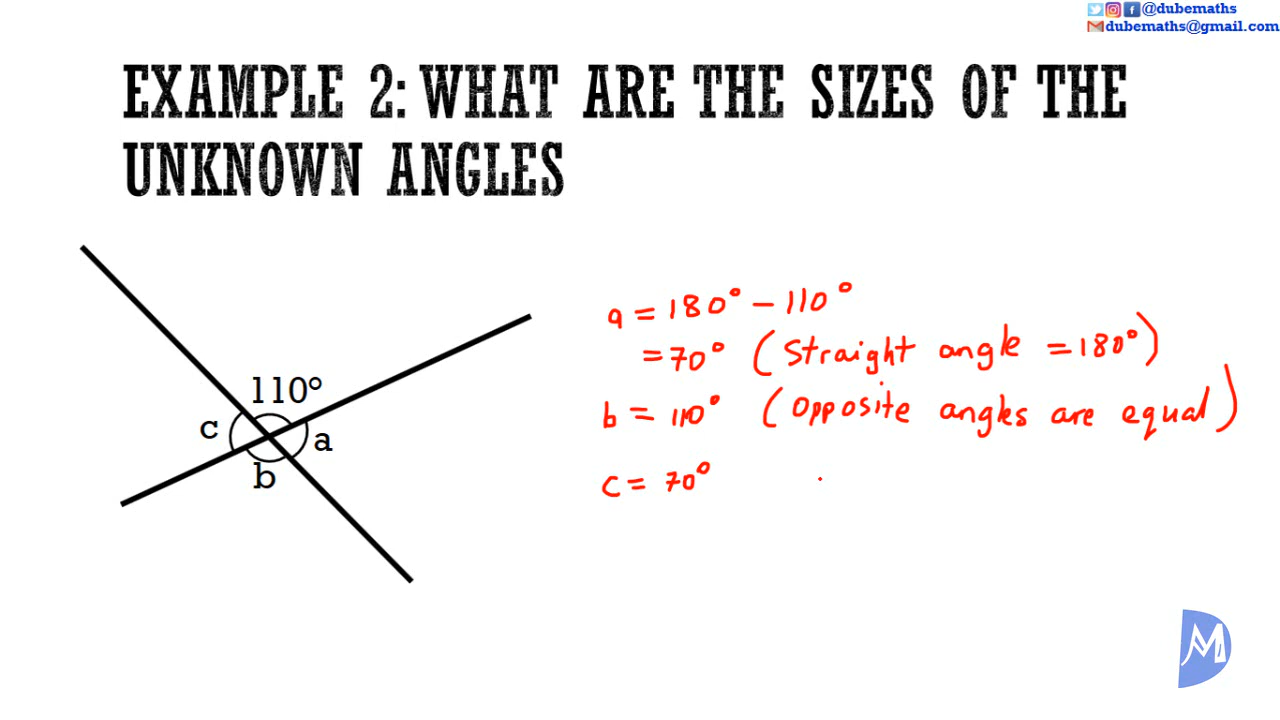 @dubemaths
dubemaths@gmail.com
EXAMPLE 2: WHAT ARE THE SIZES OF THE
UNKNOWN ANGLES
110°
c
a
b
a = 180° - 110°
= 70° (Straight angle = 180°)
b = 110° (Opposite angles are equal)
c = 70°
M